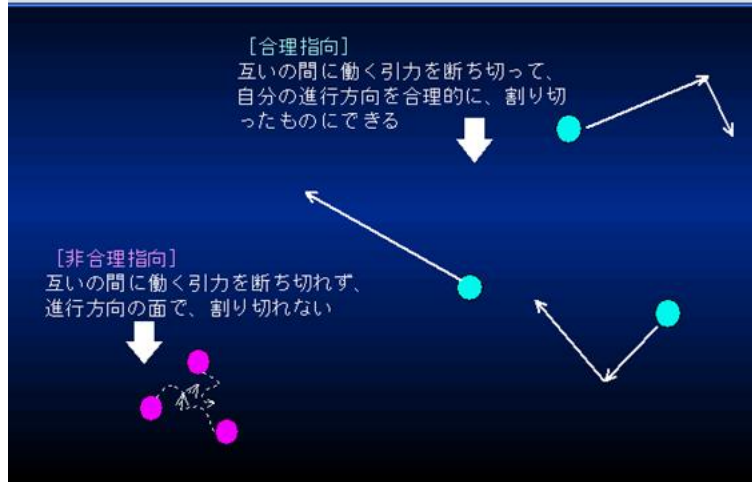 [合理指向]
互いの間に働く引力を断ち切って、
自分の進行方向を合理的に、割り切
ったものにできる
[非合理指向]
互いの間に働く引力を断ち切れず、
進行方向の面で、割り切れない